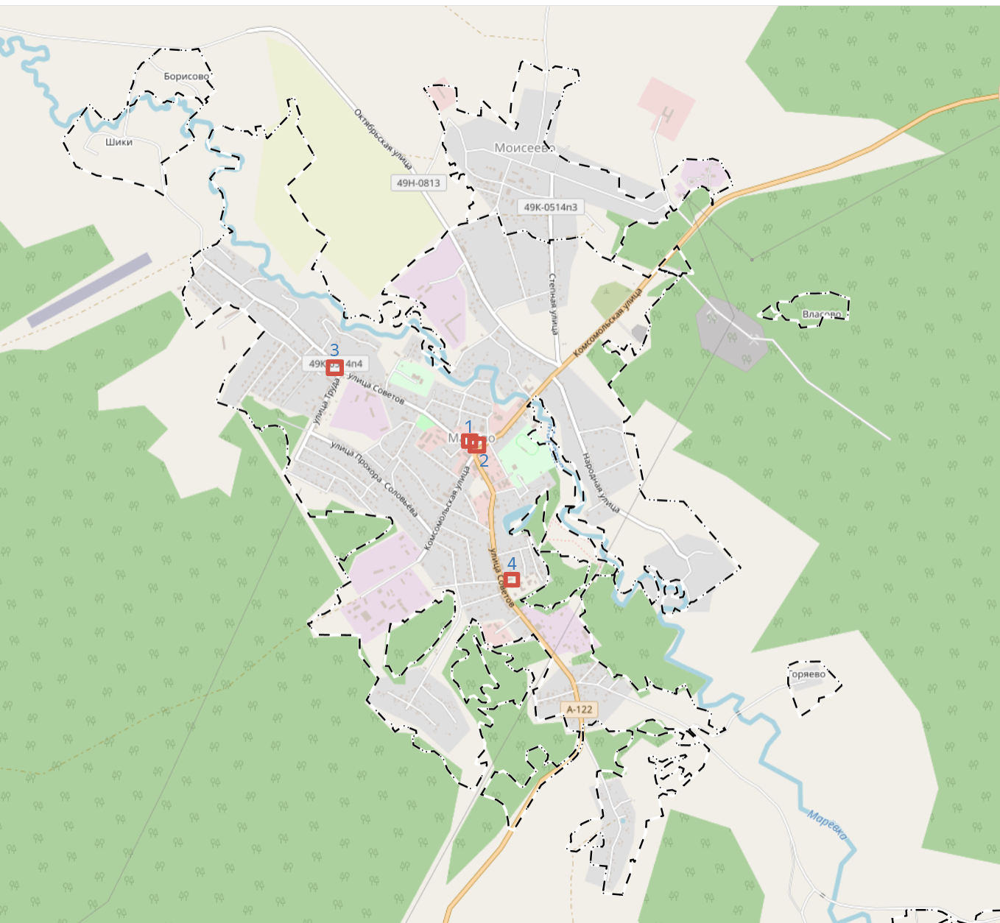 Борисово
Шики
Октябрьская улица
Моисеево
49Н-0813
49К-0514п3
Степная улица
Комсомольская улица
Власово
3
улица Советов
улица Труда
1
2
улица Прохора Соловьёва
Комсомольская улица
Народная улица
4
улица Советов
Горяево
А-122
Марёвка